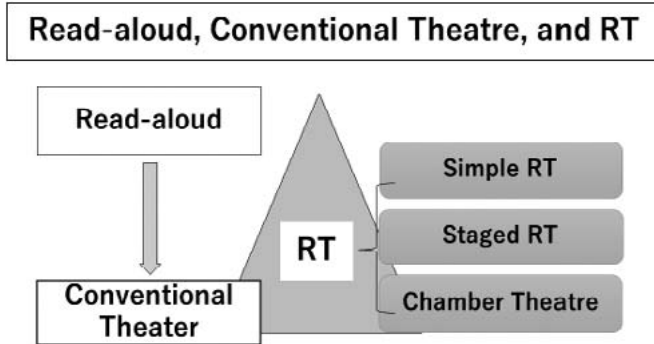 Read-aloud, Conventional Theatre, and RT
Read-aloud
Simple RT
RT
Staged RT
Conventional
Theater
Chamber Theatre